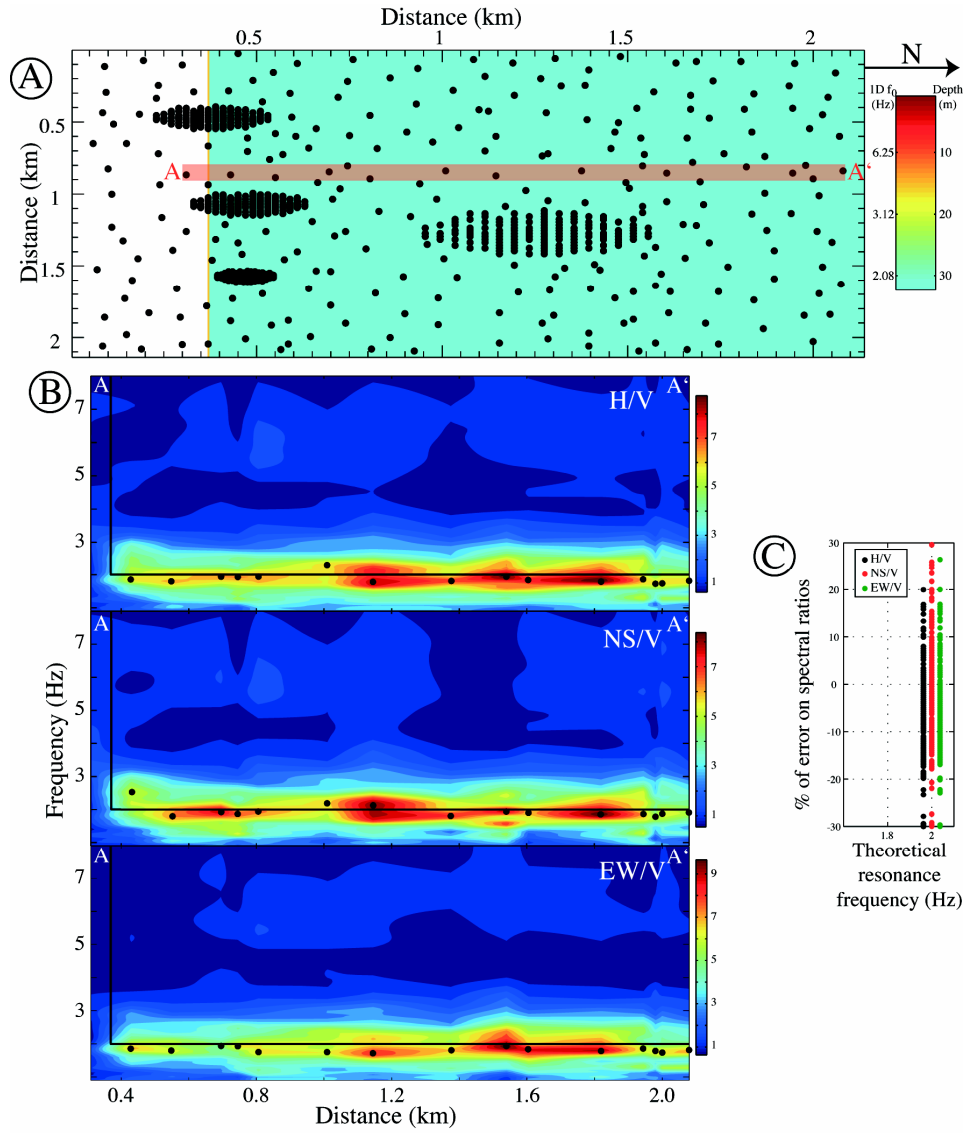 Distance (km)
0.5 1 1.5 2
N
A
1D f0 (Hz) Depth (m)
0.5
6.25 10
A A‘
Distance (km)
1
3.12 20
1.5
2.08 30
2
B
A A‘
H/V
7
5
3
9
7
5
3
1
A A‘
NS/V
7
5
3
9
7
5
3
1
Frequency (Hz)
A A‘
EW/V
7
5
3
9
7
5
3
1
0.4 0.8 1.2 1.6 2.0
Distance (km)
C
% of error on spectral ratios
30
20
10
0
-10
-20
-30
H/V
NS/V
EW/V
1.8 2
Theoretical
resonance
frequency (Hz)